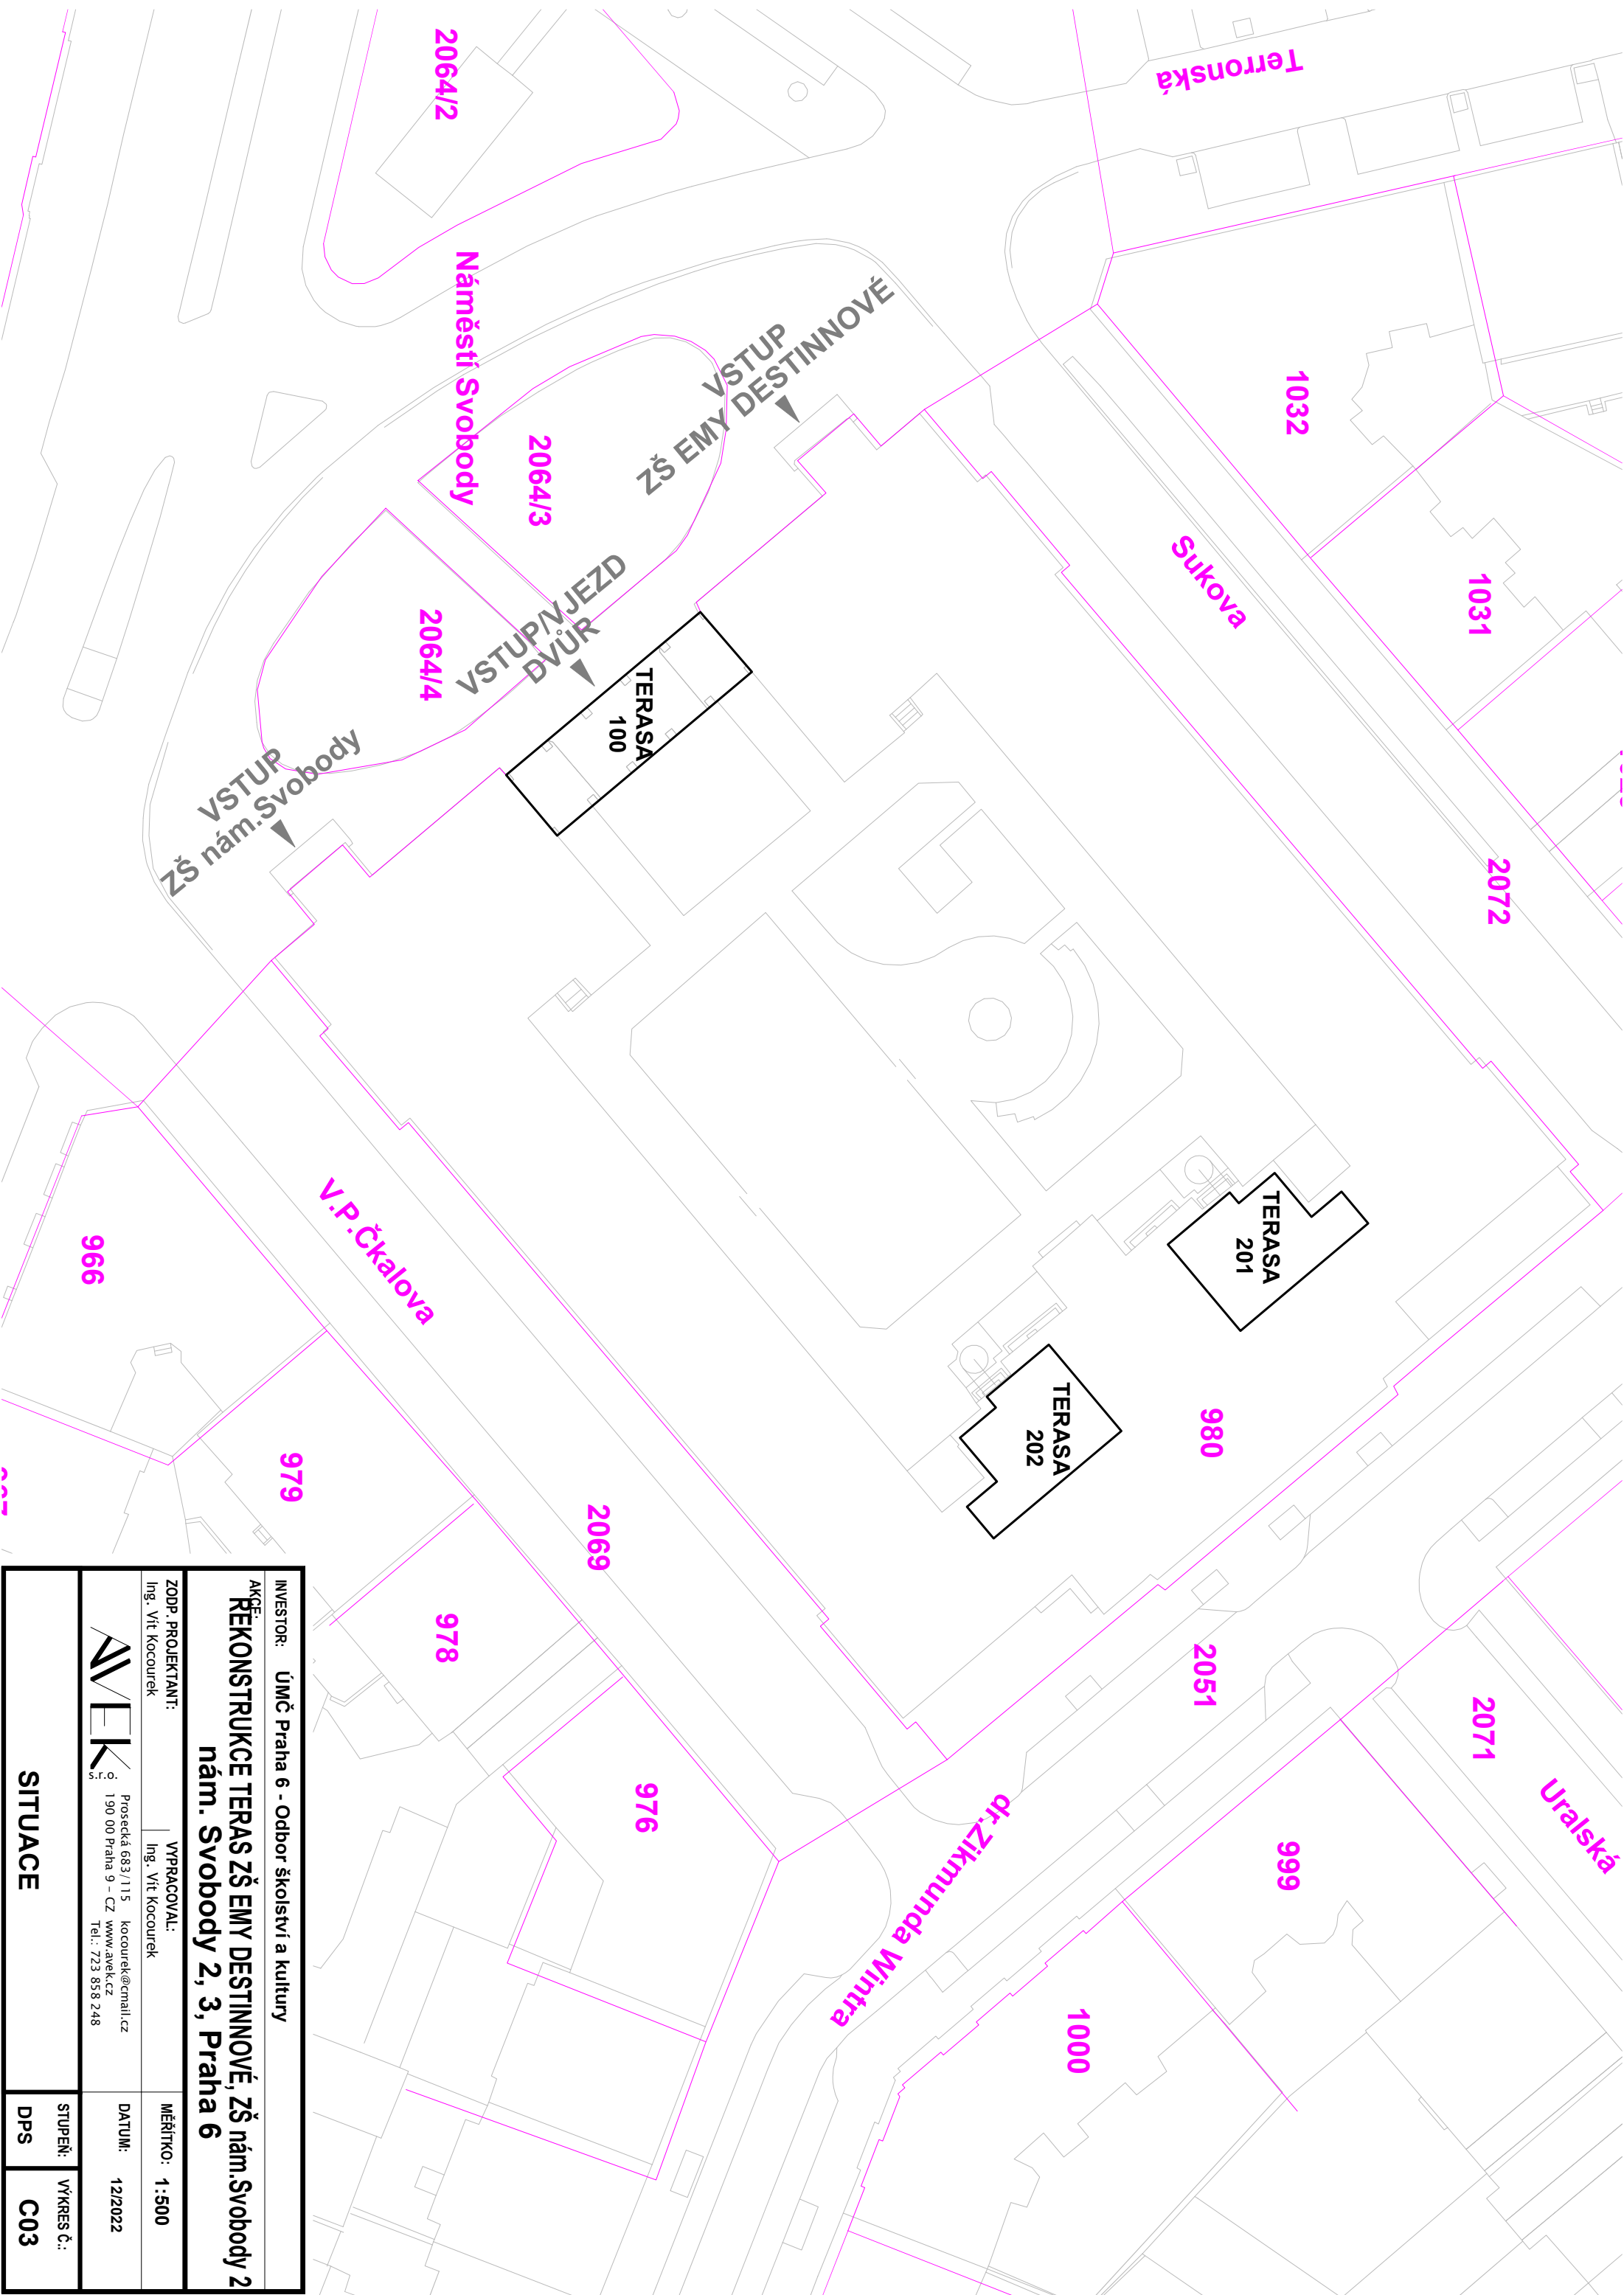 Terronská
2064/2
Náměstí Svobody
VSTUP
ZŠ EMY DESTINNOVÉ
2064/3
2064/4
VSTUP/VJEZD
DVŮR
VSTUP
ZŠ nám.Svobody
TERASA
100
1032
1031
Sukova
2072
TERASA
201
TERASA
202
980
V.P.Čkalova
966
979
978
2069
976
2051
2071
Uralská
dr.Zikmunda Wintra
999
1000
INVESTOR: ÚMČ Praha 6 - Odbor školství a kultury
AKCE:
REKONSTRUKCE TERAS ZŠ EMY DESTINNOVÉ, ZŠ nám.Svobody 2
nám. Svobody 2, 3, Praha 6
ZODP. PROJEKTANT:
Ing. Vít Kocourek
VYPRACOVAL:
Ing. Vít Kocourek
MĚŘÍTKO: 1:500
AVEK s.r.o.
Prosecká 683/115 kocourek@cmail.cz
190 00 Praha 9 – CZ www.avek.cz
Tel.: 723 858 248
DATUM: 12/2022
SITUACE
STUPEŇ:
DPS
VÝKRES Č.:
C03